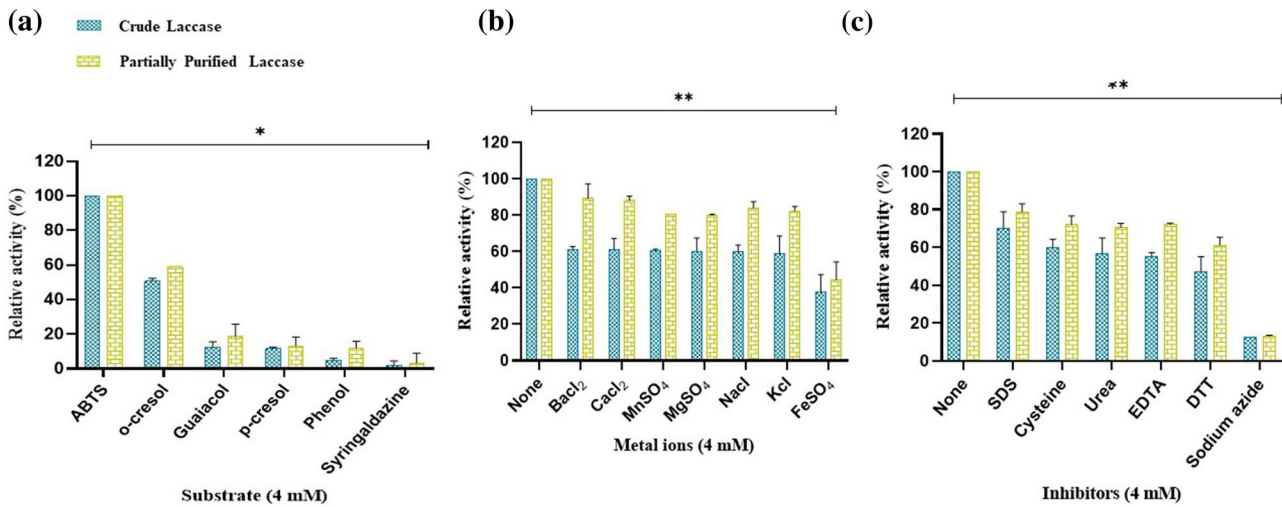 (a)
Crude Laccase
Partially Purified Laccase
*
Relative activity (%)
120
100
80
60
40
20
0
ABTS
o-cresol
Guaiacol
p-cresol
Phenol
Syringaldazine
Substrate (4 mM)
(b)
**
Relative activity (%)
120
100
80
60
40
20
0
None
Bacl₂
Cacl₂
MnSO₄
MgSO₄
Nacl
Kcl
FeSO₄
Metal ions (4 mM)
(c)
**
Relative activity (%)
120
100
80
60
40
20
0
None
SDS
Cysteine
Urea
EDTA
DTT
Sodium azide
Inhibitors (4 mM)